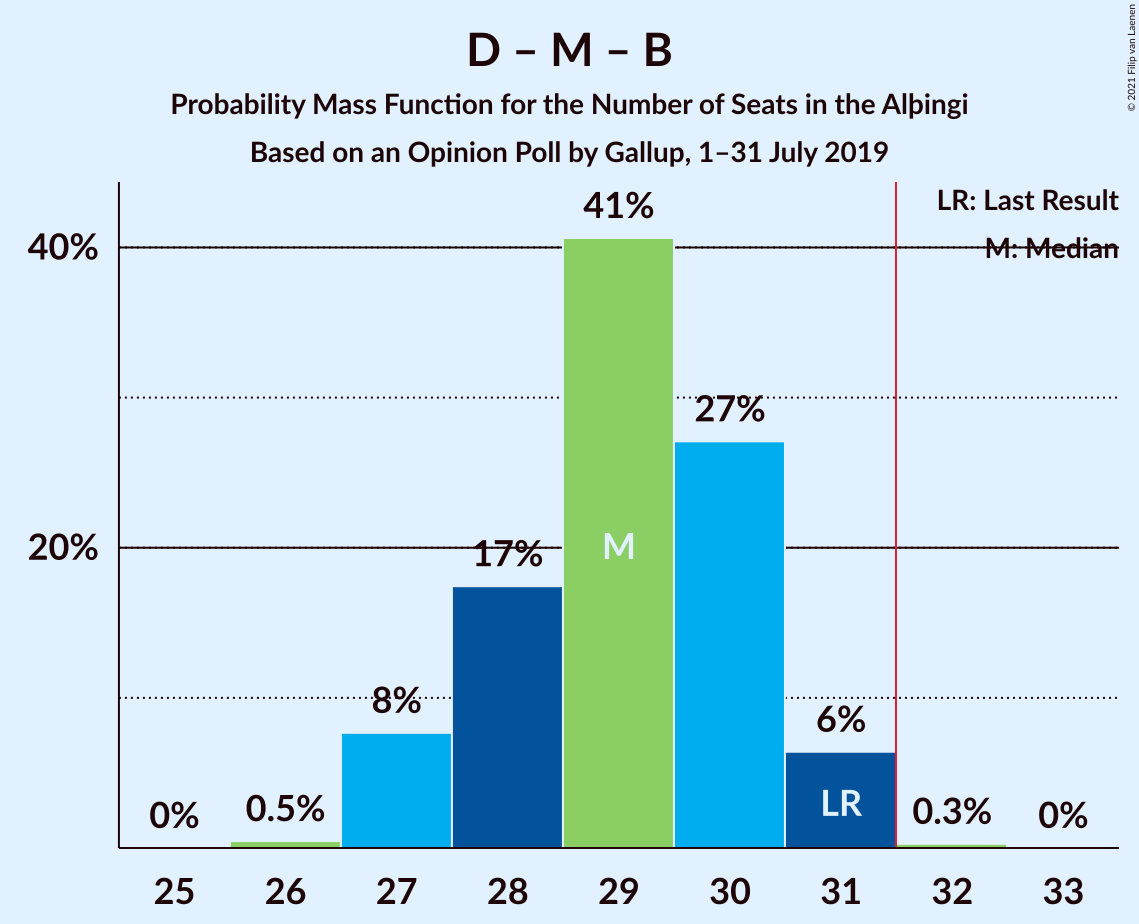 D – M – B
Probability Mass Function for the Number of Seats in the Alþingi
Based on an Opinion Poll by Gallup, 1–31 July 2019
© 2021 Filip van Laenen
LR: Last Result
M: Median
40%
20%
0%
0.5%
8%
17%
41%
27%
6%
0.3%
0%
M
LR
25 26 27 28 29 30 31 32 33